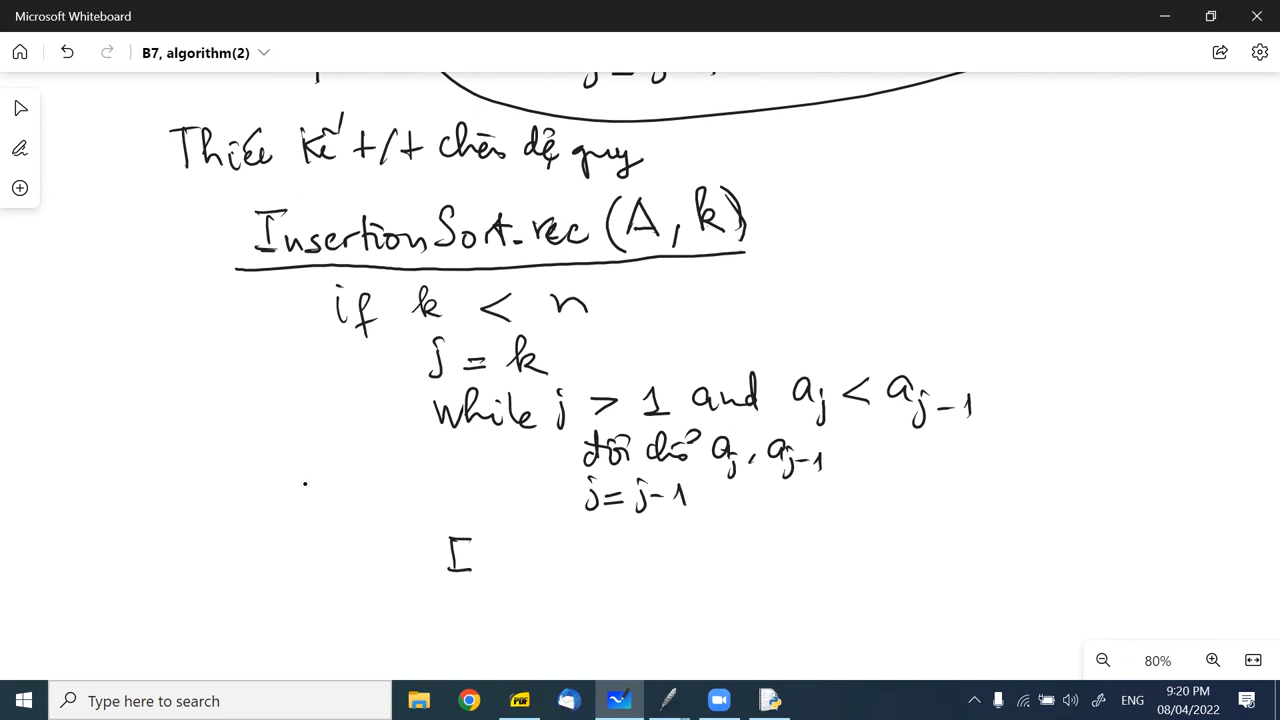 Microsoft Whiteboard
B7, algorithm(2)
Thiết kế t/t chèn đệ quy
InsertionSort-rec (A, k)
if k < n
j = k
While j > 1 and aj < aj-1
đổi chỗ aj, aj-1
j = j-1
I
80%
Type here to search
ENG
9:20 PM
08/04/2022